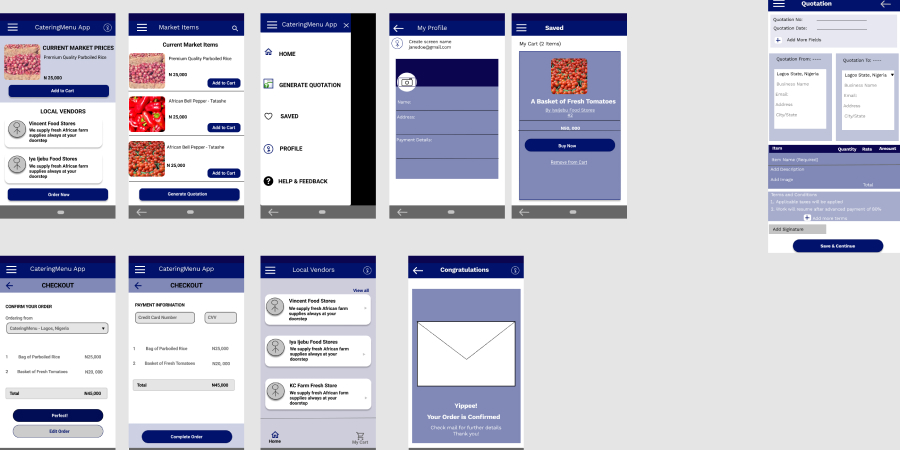 CateringMenu App
CURRENT MARKET PRICES
Premium Quality Parboiled Rice
N 25,000
Add to Cart
LOCAL VENDORS
Vincent Food Stores
We supply fresh African farm
supplies always at your
doorstep
Iya Ijebu Food Stores
We supply fresh African farm
supplies always at your
doorstep
Order Now
Market Items
Current Market Items
Premium Quality Parboiled Rice
N 25,000
Add to Cart
African Bell Pepper - Tatashe
N 25,000
Add to Cart
African Bell Pepper - Tatashe
N 25,000
Add to Cart
Generate Quotation
CateringMenu App
HOME
GENERATE QUOTATION
SAVED
PROFILE
HELP & FEEDBACK
My Profile
Create screen name
janedoe@gmail.com
Name:
Address:
Payment Details:
Saved
My Cart (2 Items)
A Basket of Fresh Tomatoes
By Iyaijebu Food Stores
N50, 000
Buy Now
Remove from Cart
Quotation
Quotation No:
Quotation Date:
Add More Fields
Quotation From: ----
Lagos State, Nigeria
Business Name
Email:
Address
City/State
Quotation To: ----
Lagos State, Nigeria
Business Name
Email:
Address
City/State
Item Quantity Rate Amount
Item Name (Required)
Add Description
Add Image
Total
Terms and Conditions
1. Applicable taxes will be applied
2. Work will resume after advanced payment of 50%
Add more terms
Add Signature
Save & Continue
CateringMenu App
CHECKOUT
CONFIRM YOUR ORDER
Ordering from
CateringMenu - Lagos, Nigeria
1 Bag of Parboiled Rice N25,000
2 Basket of Fresh Tomatoes N20, 000
Total N45,000
Perfect!
Edit Order
CateringMenu App
CHECKOUT
PAYMENT INFORMATION
Credit Card Number
CVV
1 Bag of Parboiled Rice N25,000
2 Basket of Fresh Tomatoes N20, 000
Total N45,000
Complete Order
Local Vendors
View all
Vincent Food Stores
We supply fresh African farm
supplies always at your
doorstep
Iya Ijebu Food Stores
We supply fresh African farm
supplies always at your
doorstep
KC Farm Fresh Store
We supply fresh African farm
supplies always at your
doorstep
Home
My Cart
Congratulations
Yippee!
Your Order is Confirmed
Check mail for further details
Thank you!